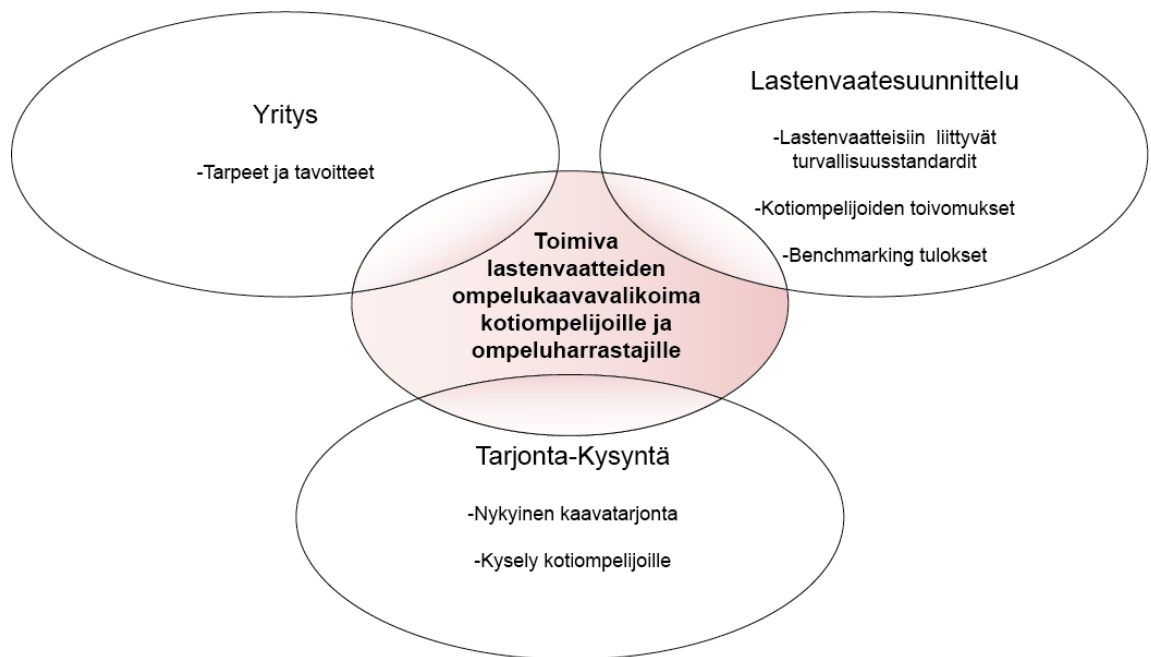 Yritys
-Tarpeet ja tavoitteet
Lastenvaatesuunnittelu
-Lastenvaatteisiin liittyvät
turvallisuusstandardit
-Kotiompelijoiden toivomukset
-Benchmarking tulokset
Toimiva
lastenvaatteiden
ompelukaavavalikoima
kotiompelijoille ja
ompeluharrastajille
Tarjonta-Kysyntä
-Nykyinen kaavatarjonta
-Kysely kotiompelijoille